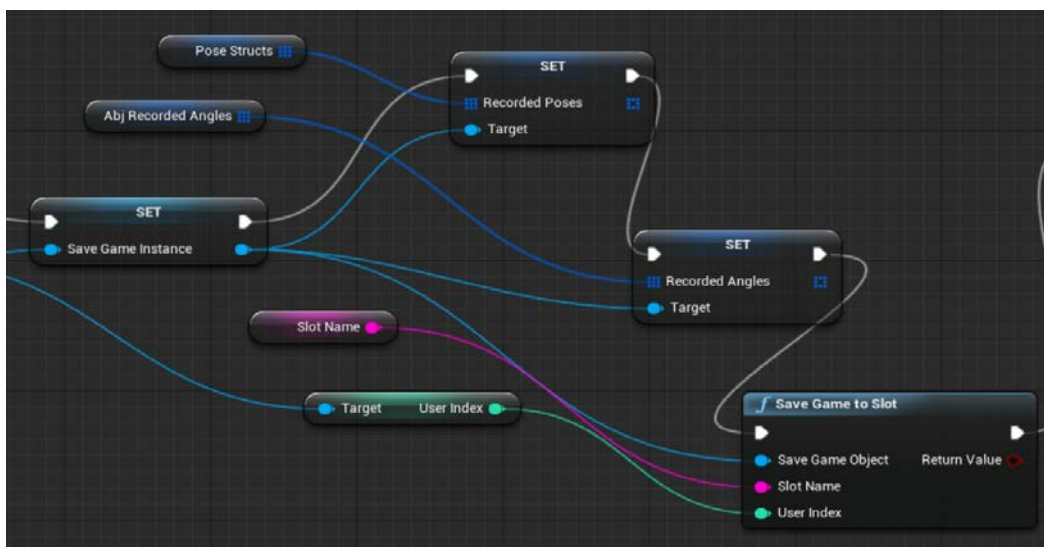 Pose Structs
SET
Recorded Poses
Target
Abj Recorded Angles
SET
Save Game Instance
SET
Recorded Angles
Target
Slot Name
Target User Index
f Save Game to Slot
Save Game Object Return Value
Slot Name
User Index